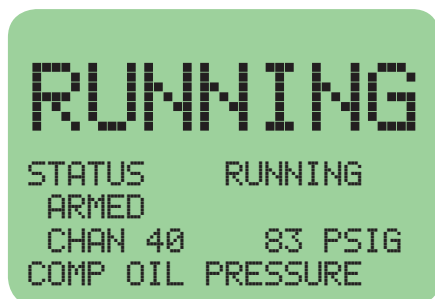 RUNNING
STATUS RUNNING
ARMED
CHAN 40 83 PSIG
COMP OIL PRESSURE